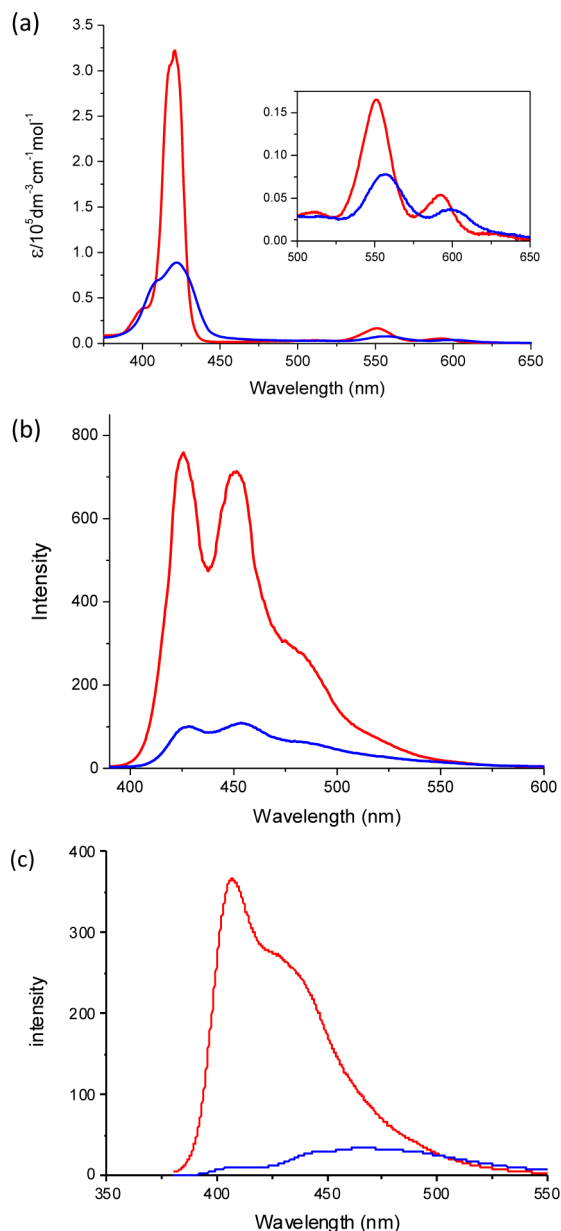 (a)
3.5
3.0
2.5
2.0
1.5
1.0
0.5
0.0
ε/10⁵dm⁻³cm⁻¹mol⁻¹
400 450 500 550 600 650
Wavelength (nm)
0.15
0.10
0.05
0.00
500 550 600 650
(b)
800
600
400
200
0
Intensity
400 450 500 550 600
Wavelength (nm)
(c)
400
300
200
100
0
intensity
350 400 450 500 550
Wavelength (nm)